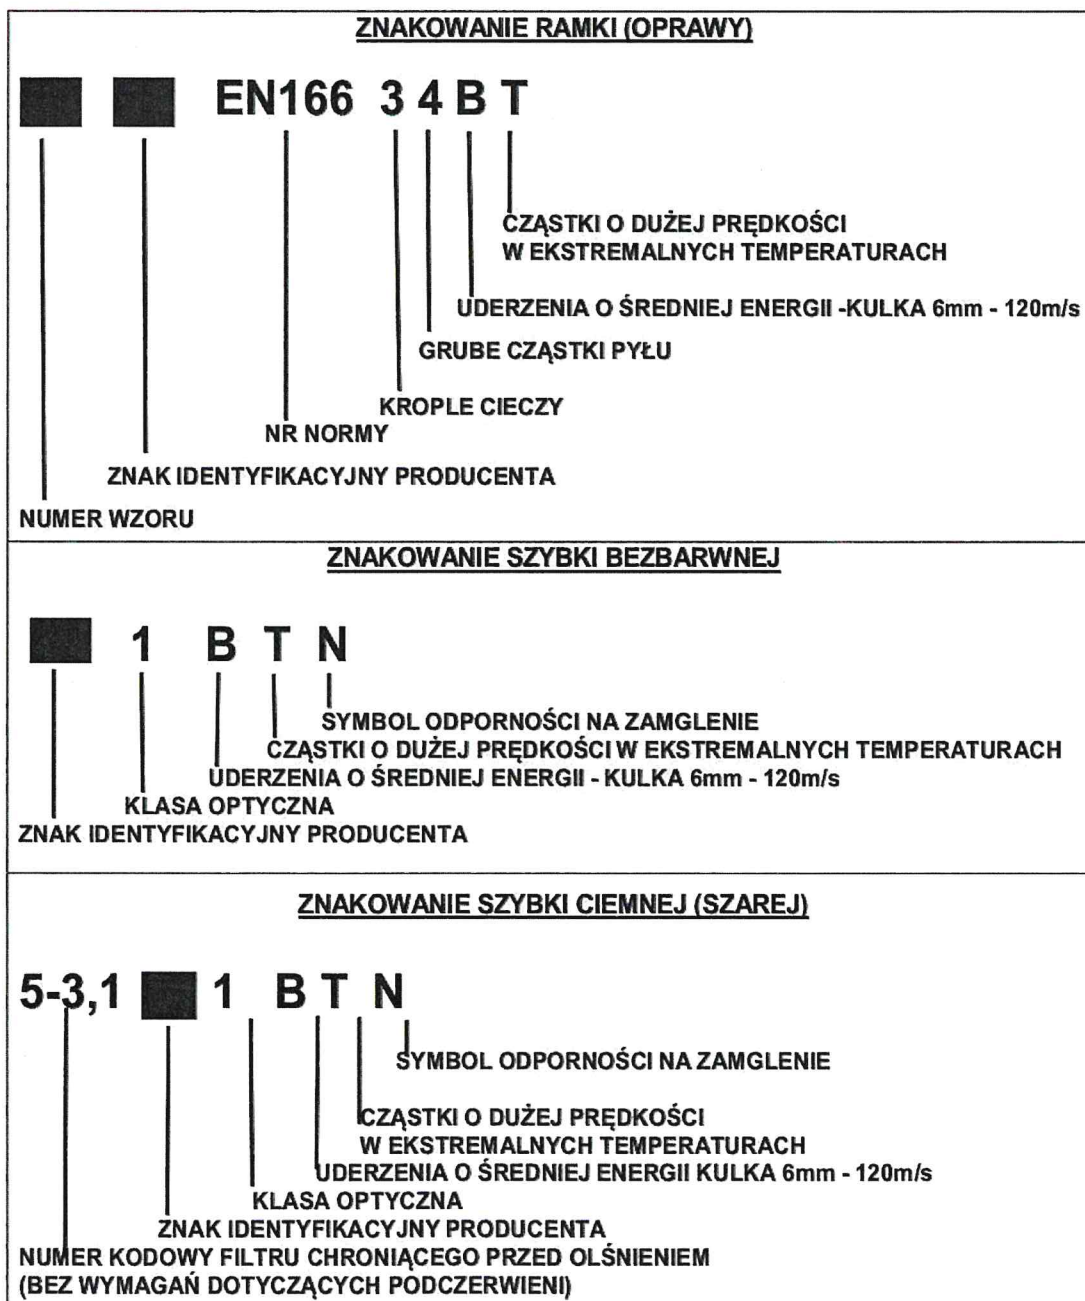 ZNAKOWANIE RAMKI (OPRAWY)
EN166 3 4 B T
CZĄSTKI O DUŻEJ PRĘDKOŚCI
W EKSTREMALNYCH TEMPERATURACH
UDERZENIA O ŚREDNIEJ ENERGII -KULKA 6mm - 120m/s
GRUBE CZĄSTKI PYŁU
KROPLE CIECZY
NR NORMY
ZNAK IDENTYFIKACYJNY PRODUCENTA
NUMER WZORU
ZNAKOWANIE SZYBKI BEZBARWNEJ
1 B T N
SYMBOL ODPORNOŚCI NA ZAMGLENIE
CZĄSTKI O DUŻEJ PRĘDKOŚCI W EKSTREMALNYCH TEMPERATURACH
UDERZENIA O ŚREDNIEJ ENERGII - KULKA 6mm - 120m/s
KLASA OPTYCZNA
ZNAK IDENTYFIKACYJNY PRODUCENTA
ZNAKOWANIE SZYBKI CIEMNEJ (SZAREJ)
5-3,1 1 B T N
SYMBOL ODPORNOŚCI NA ZAMGLENIE
CZĄSTKI O DUŻEJ PRĘDKOŚCI
W EKSTREMALNYCH TEMPERATURACH
UDERZENIA O ŚREDNIEJ ENERGII KULKA 6mm - 120m/s
KLASA OPTYCZNA
ZNAK IDENTYFIKACYJNY PRODUCENTA
NUMER KODOWY FILTRU CHRONIĄCEGO PRZED OLŚNIENIEM
(BEZ WYMAGAŃ DOTYCZĄCYCH PODCZERWIENI)